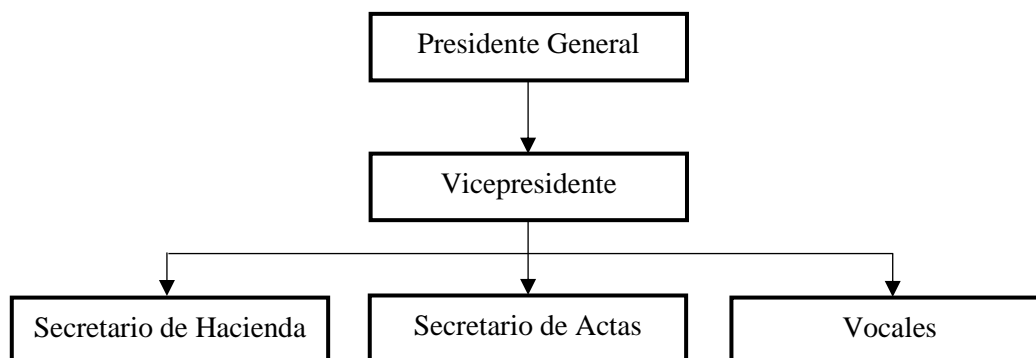 Presidente General
Vicepresidente
Secretario de Hacienda
Secretario de Actas
Vocales